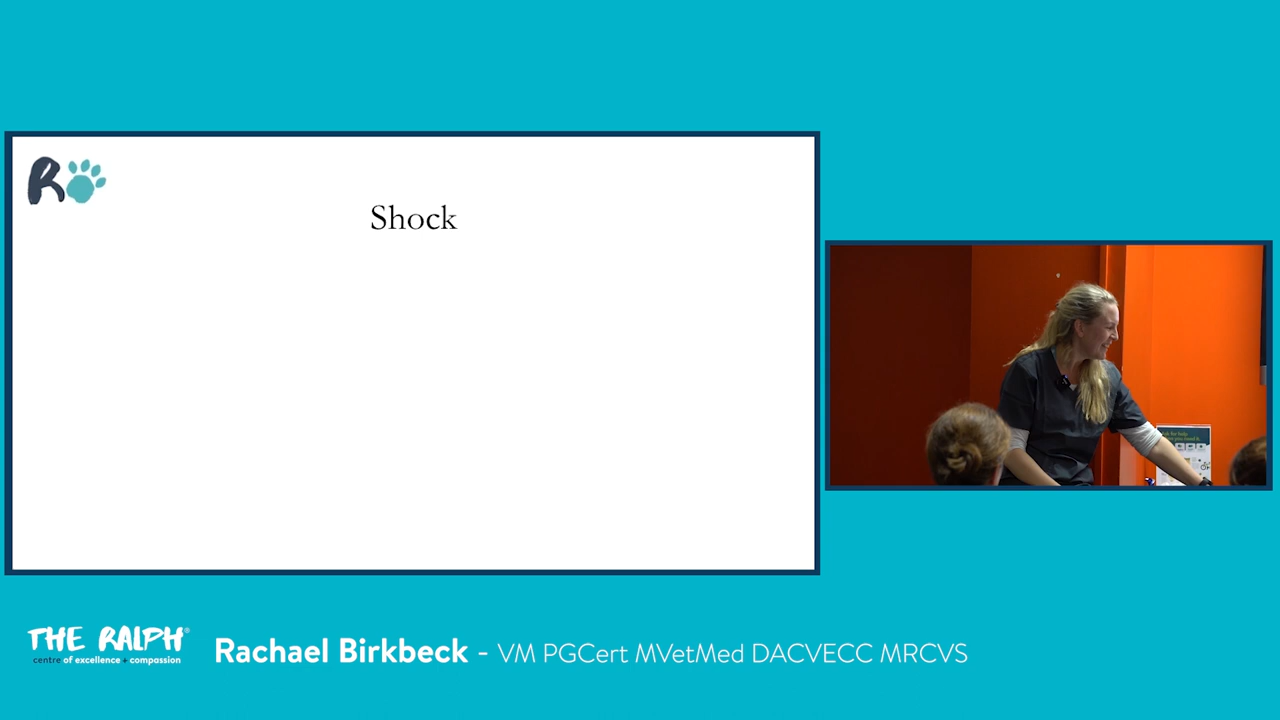 R
Shock
THE RALPH®
centre of excellence + compassion
Rachael Birkbeck - VM PGCert MVetMed DACVECC MRCVS